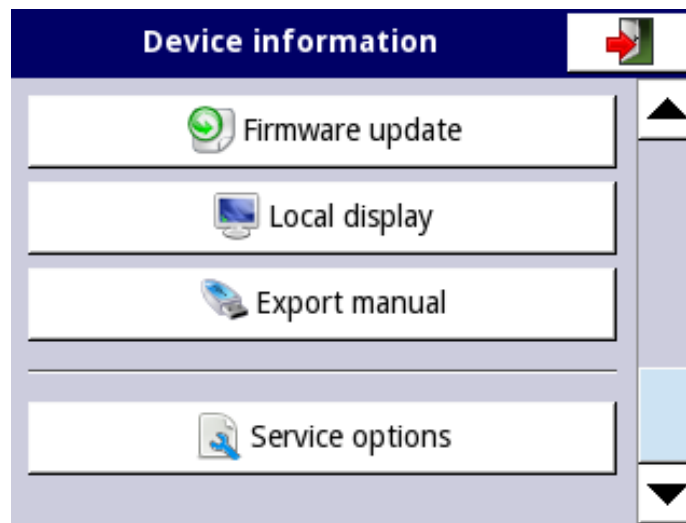 Device information
Firmware update
Local display
Export manual
Service options